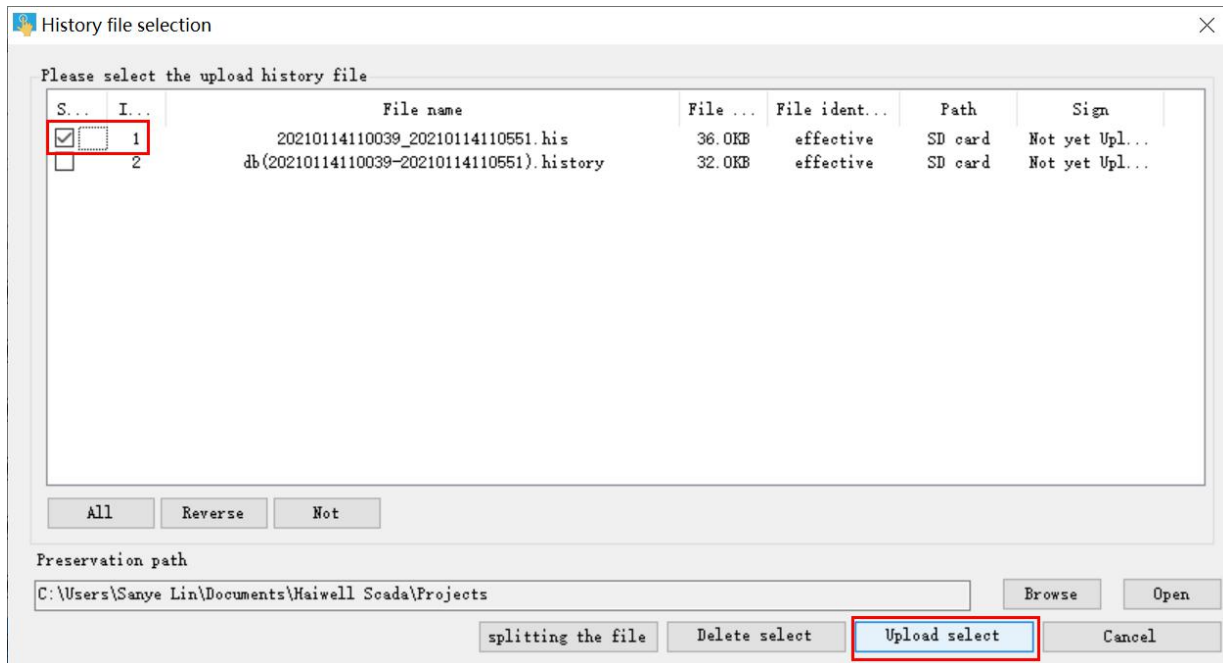 History file selection
Please select the upload history file
S... I... File name File ... File ident... Path Sign
1 20210114110039_20210114110551.his 36.0KB effective SD card Not yet Upl...
2 db(20210114110039-20210114110551).history 32.0KB effective SD card Not yet Upl...
All Reverse Not
Preservation path
C:\Users\Sanye Lin\Documents\Haiwell Scada\Projects Browse Open
splitting the file Delete select Upload select Cancel